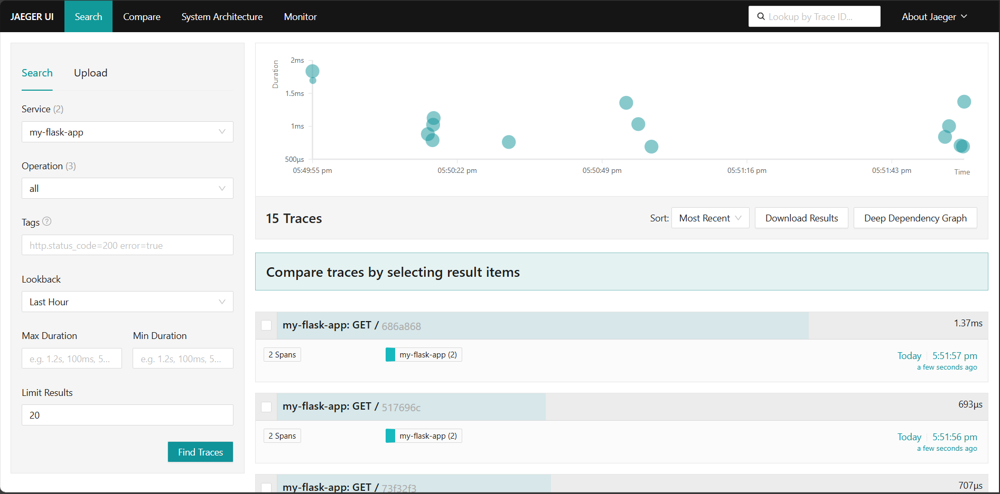 JAEGER UI Search Compare System Architecture Monitor Lookup by Trace ID... About Jaeger
Search Upload
Service (2)
my-flask-app
Operation (3)
all
Tags ?
http.status_code=200 error=true
Lookback
Last Hour
Max Duration Min Duration
e.g. 1.2s, 100ms, 5... e.g. 1.2s, 100ms, 5...
Limit Results
20
Find Traces
Duration
2ms
1.5ms
1ms
500µs
05:49:55 pm 05:50:22 pm 05:50:49 pm 05:51:16 pm 05:51:43 pm Time
15 Traces Sort: Most Recent Download Results Deep Dependency Graph
Compare traces by selecting result items
my-flask-app: GET / 686a868 1.37ms
2 Spans my-flask-app (2) Today 5:51:57 pm
a few seconds ago
my-flask-app: GET / 517696c 693µs
2 Spans my-flask-app (2) Today 5:51:56 pm
a few seconds ago
my-flask-app: GET / 73f32f3 707µs